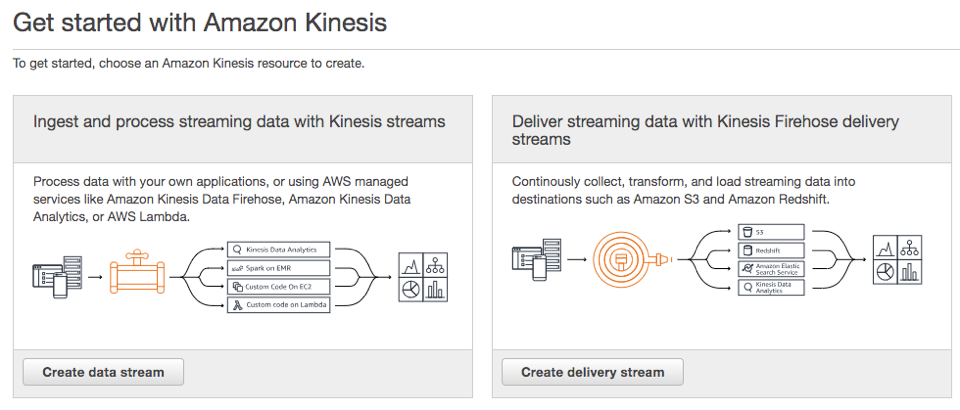 Get started with Amazon Kinesis
To get started, choose an Amazon Kinesis resource to create.
Ingest and process streaming data with Kinesis streams
Process data with your own applications, or using AWS managed
services like Amazon Kinesis Data Firehose, Amazon Kinesis Data
Analytics, or AWS Lambda.
Kinesis Data Analytics
Spark on EMR
Custom Code On EC2
Custom code on Lambda
Create data stream
Deliver streaming data with Kinesis Firehose delivery
streams
Continously collect, transform, and load streaming data into
destinations such as Amazon S3 and Amazon Redshift.
S3
Redshift
Amazon Elastic
Search Service
Kinesis Data
Analytics
Create delivery stream